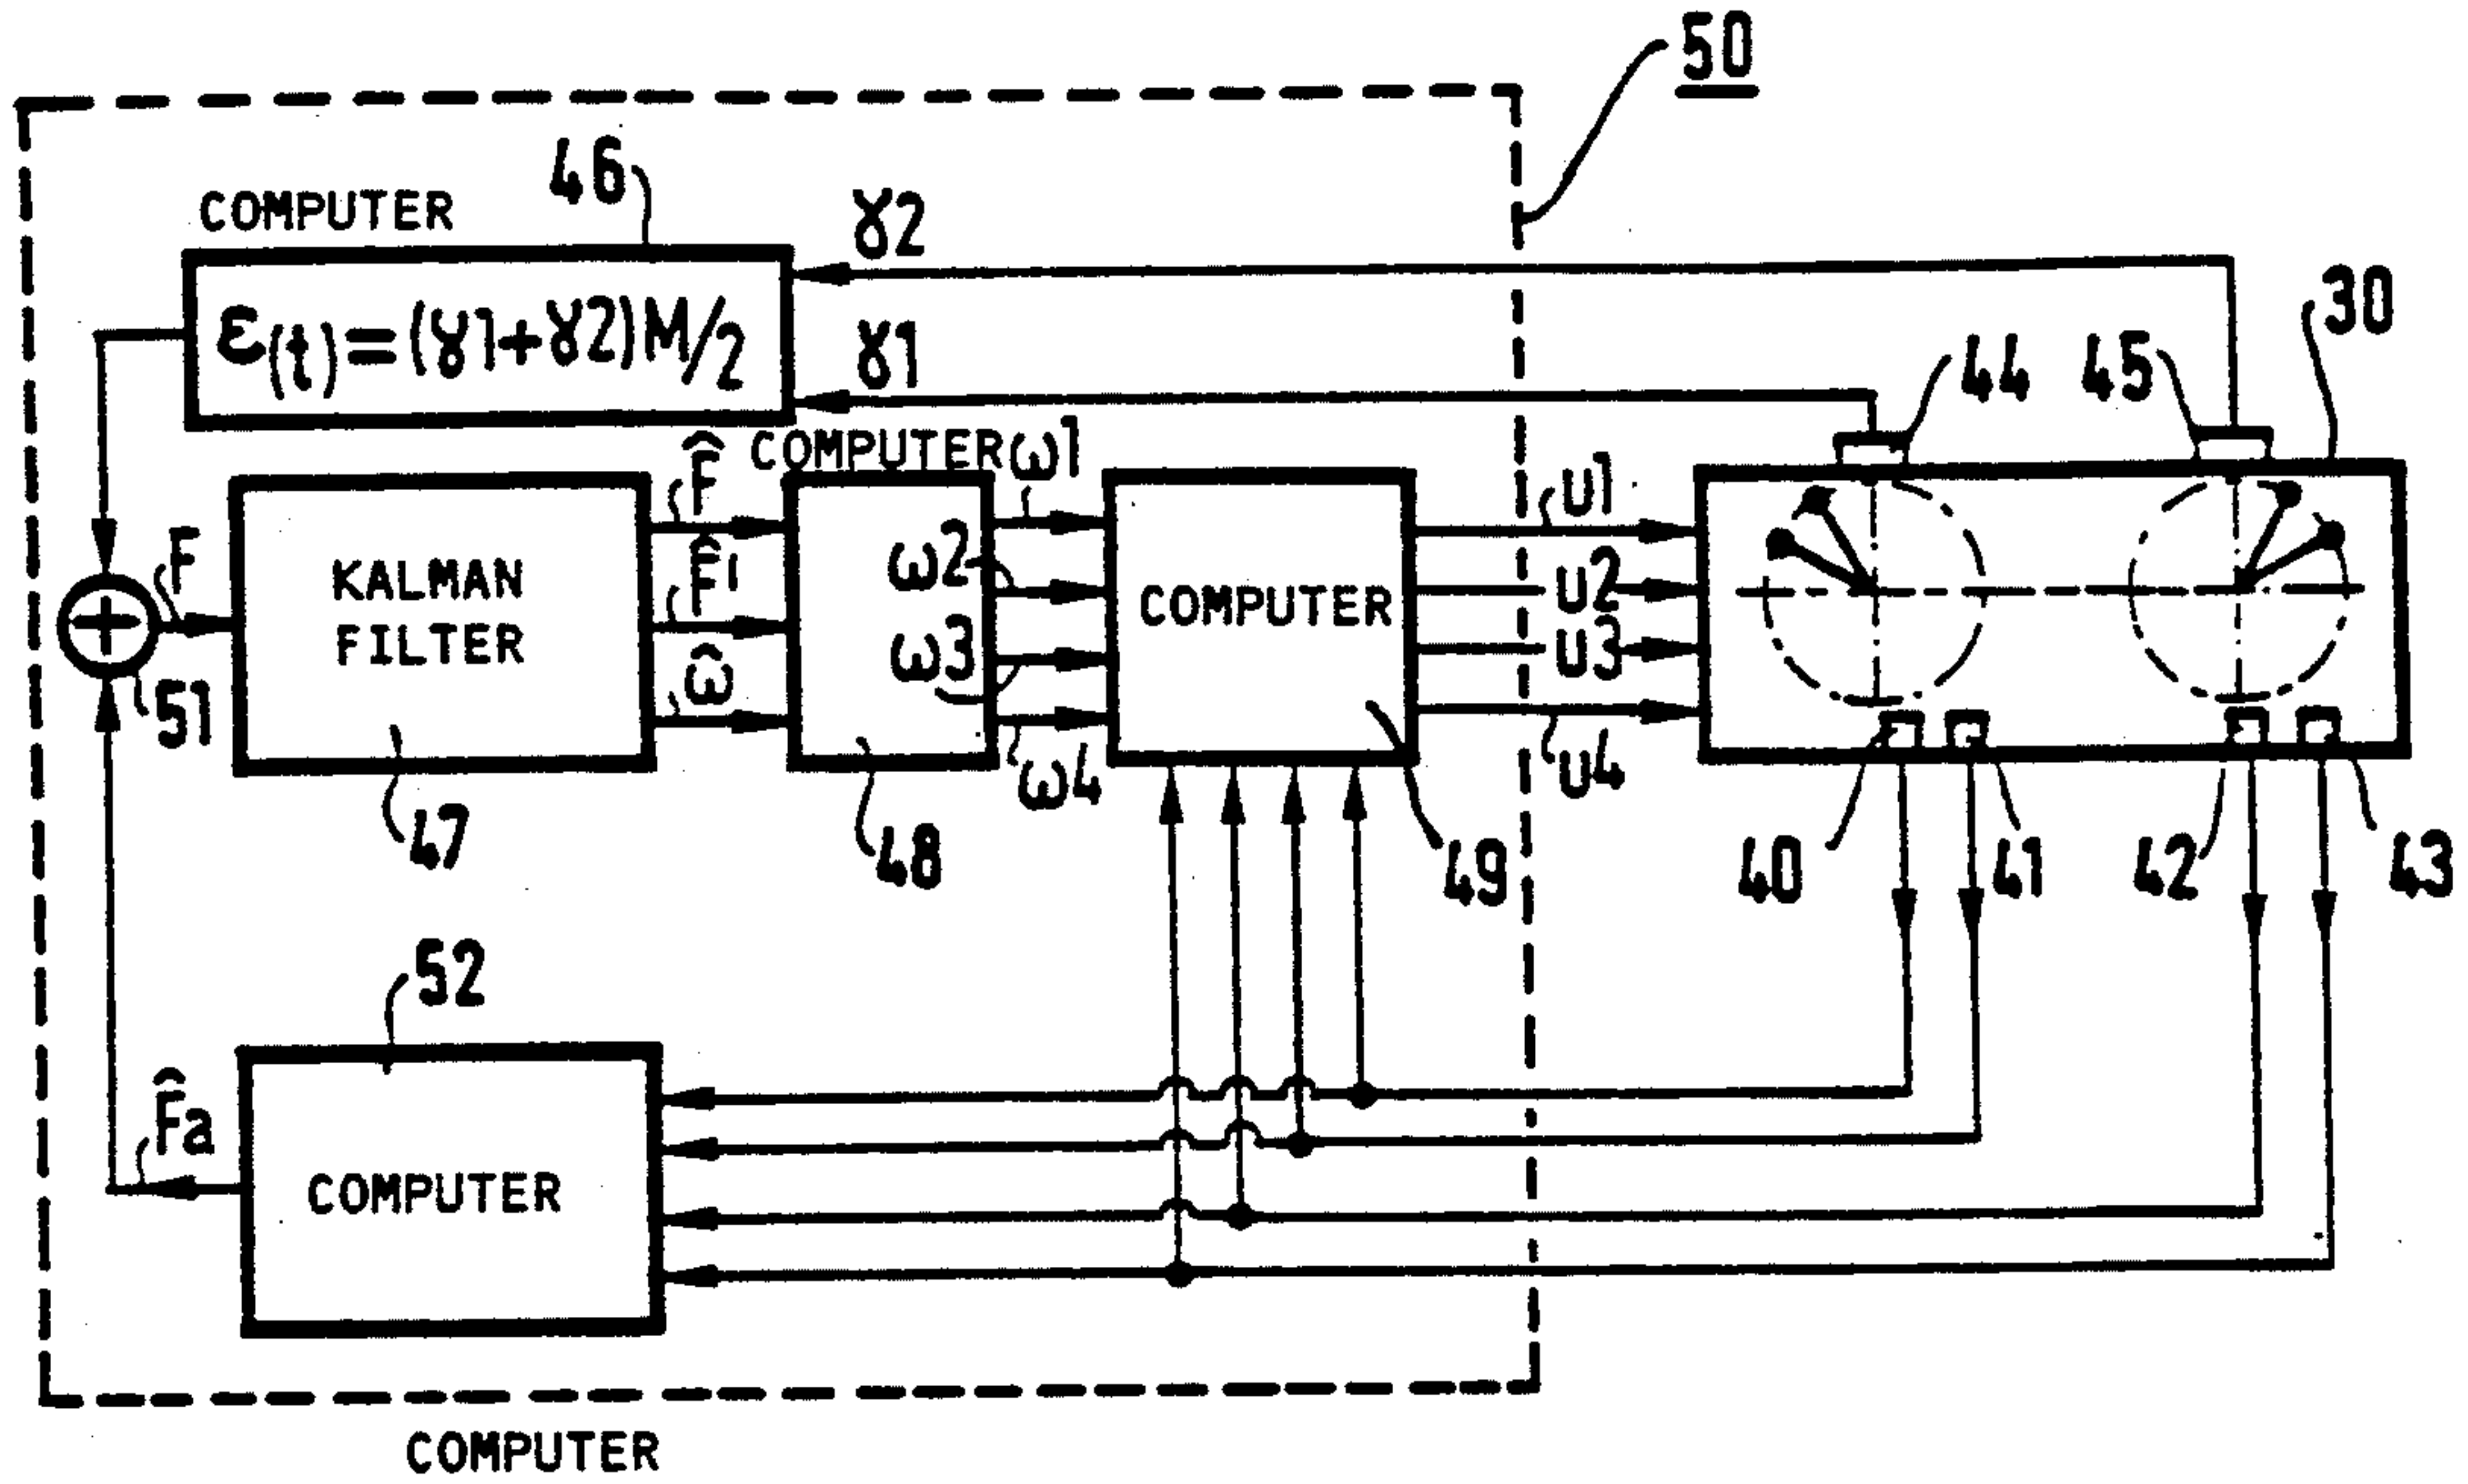 50
COMPUTER
46
γ2
ε(t)=(γ1+γ2)M/2
γ1
30
44
45
COMPUTER
F̂
ω1
U1
F
KALMAN
FILTER
F̂i
ω2
COMPUTER
U2
ω3
U3
ω̂
51
ω4
U4
47
48
49
40
41
42
43
52
F̂a
COMPUTER
COMPUTER